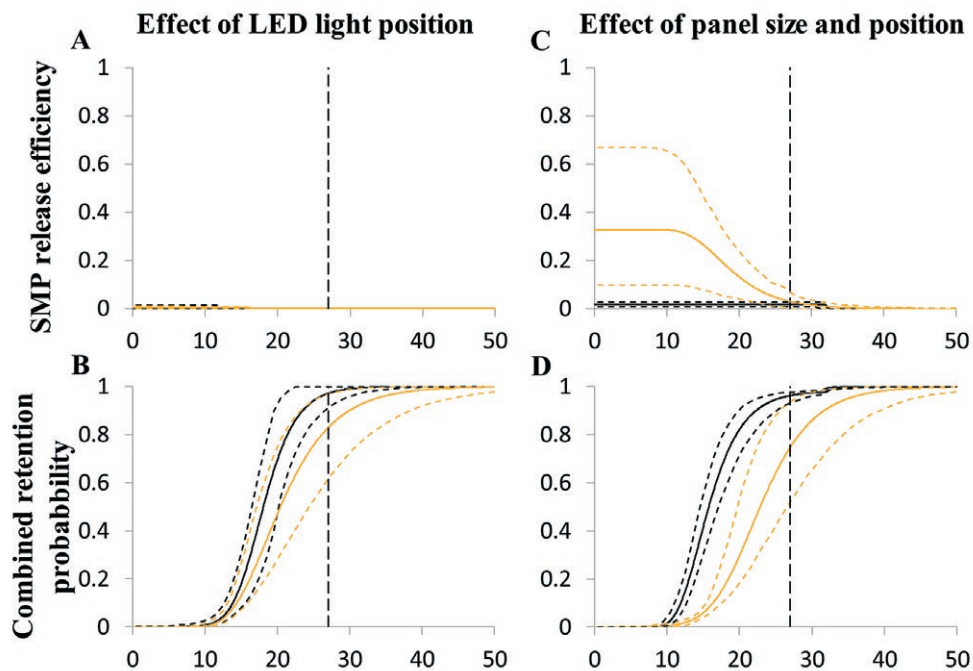 Effect of LED light position
Effect of panel size and position
A
C
SMP release efficiency
1
0.8
0.6
0.4
0.2
0
0 10 20 30 40 50
1
0.8
0.6
0.4
0.2
0
0 10 20 30 40 50
B
D
Combined retention
probabbility
1
0.8
0.6
0.4
0.2
0
0 10 20 30 40 50
1
0.8
0.6
0.4
0.2
0
0 10 20 30 40 50